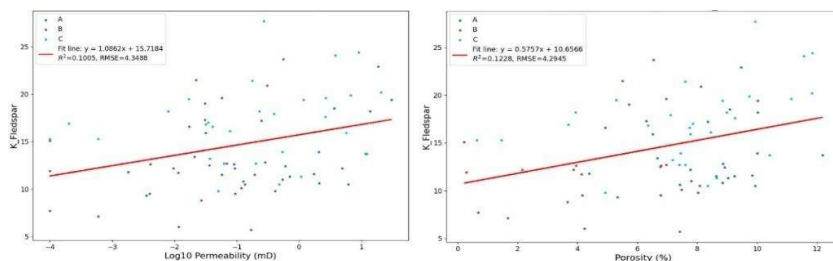 A
B
C
Fit line: y = 1.0862x + 15.7184
R²=0.1005, RMSE=4.3488
K_Fledspar
25
20
15
10
5
-4
-3
-2
-1
0
1
Log10 Permeability (mD)
A
B
C
Fit line: y = 0.5757x + 10.6566
R²=0.1228, RMSE=4.2945
K_Fledspar
25
20
15
10
5
0
2
4
6
8
10
12
Porosity (%)